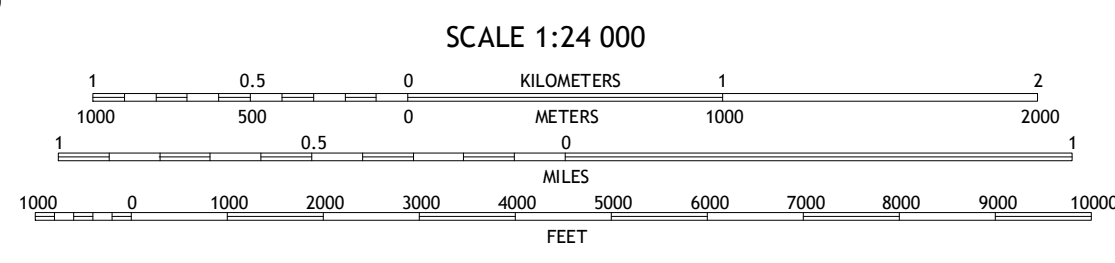 SCALE 1:24 000
1 0.5 0 KILOMETERS 1 2
1000 500 0 METERS 1000 2000
1 0.5 0 1
MILES
1000 0 1000 2000 3000 4000 5000 6000 7000 8000 9000 10000
FEET